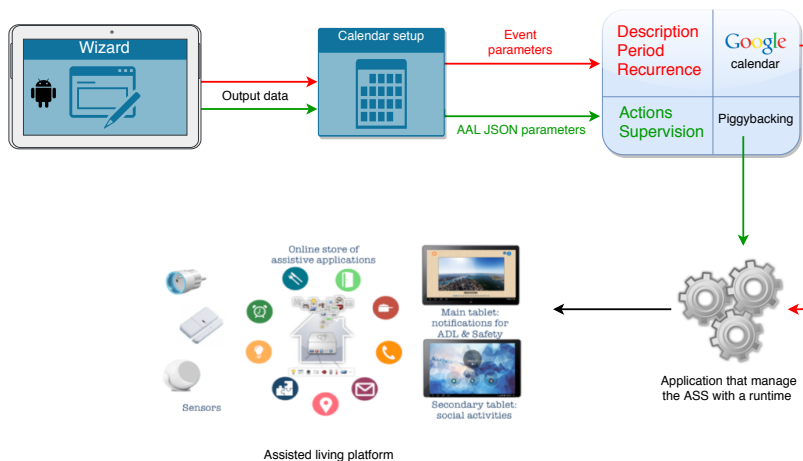 Wizard
Output data
Calendar setup
Event
parameters
AAL JSON parameters
Description
Period
Recurrence
Google
calendar
Actions
Supervision
Piggybacking
Online store of
assistive applications
Sensors
Main tablet:
notifications for
ADL & Safety
Secondary tablet:
social activities
Application that manage
the ASS with a runtime
Assisted living platform